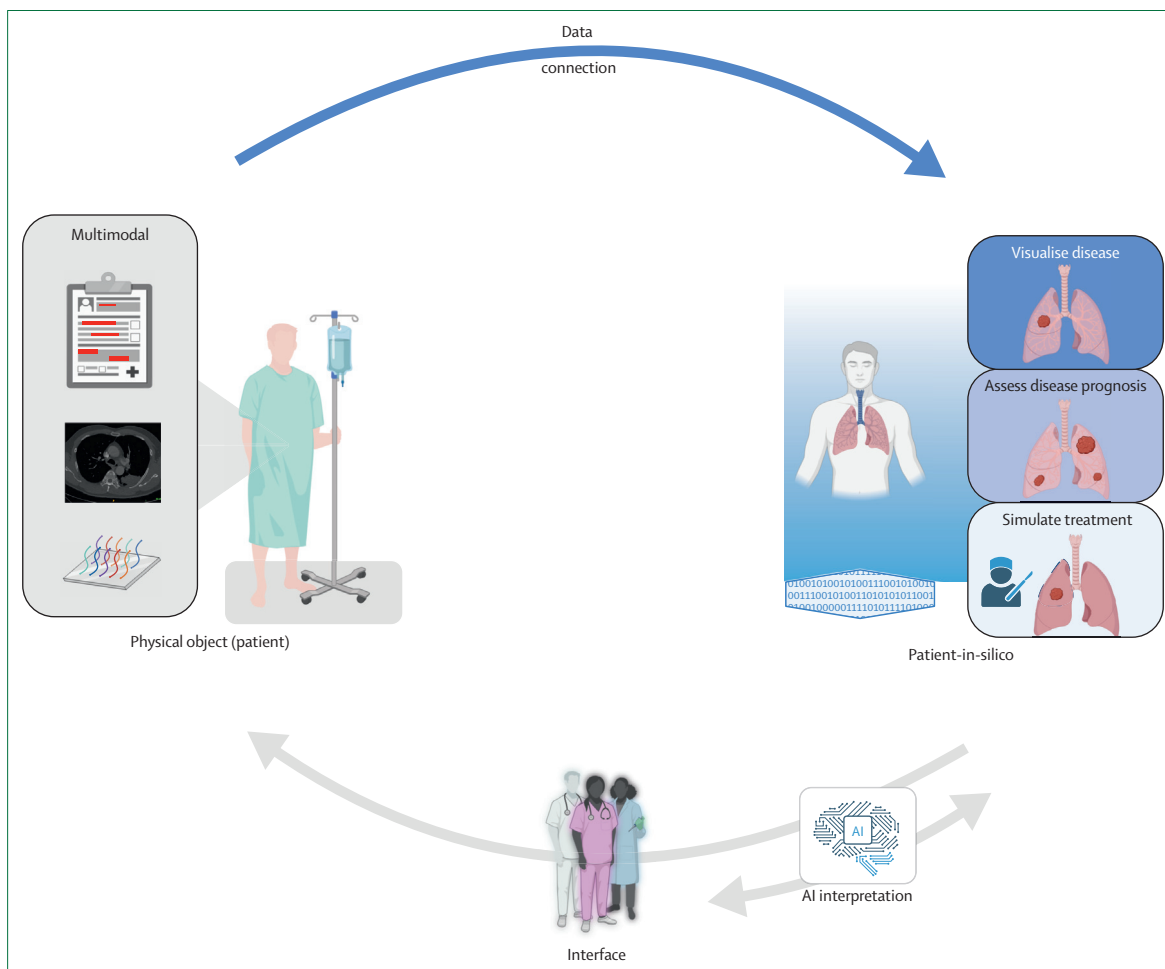 Data
connection
Multimodal
Visualise disease
Assess disease prognosis
Simulate treatment
Physical object (patient)
Patient-in-silico
AI
AI interpretation
Interface